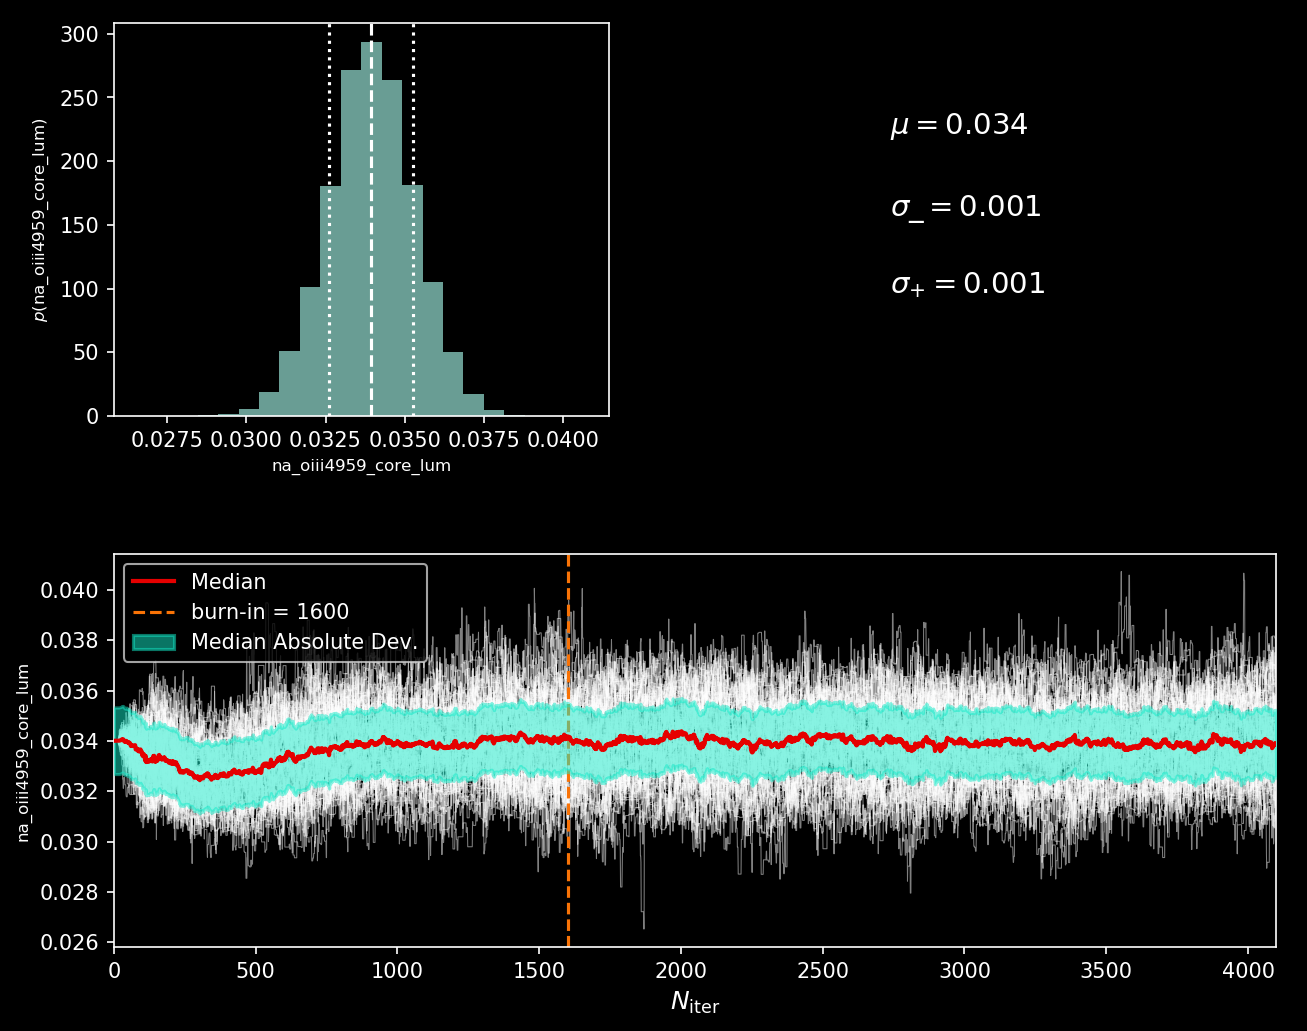 300
250
200
150
100
50
0
p(na_oiii4959_core_lum)
0.0275 0.0300 0.0325 0.0350 0.0375 0.0400
na_oiii4959_core_lum
μ = 0.034
σ₋ = 0.001
σ₊ = 0.001
Median
burn-in = 1600
Median Absolute Dev.
0.040
0.038
0.036
0.034
0.032
0.030
0.028
0.026
na_oiii4959_core_lum
0 500 1000 1500 2000 2500 3000 3500 4000
N_iter